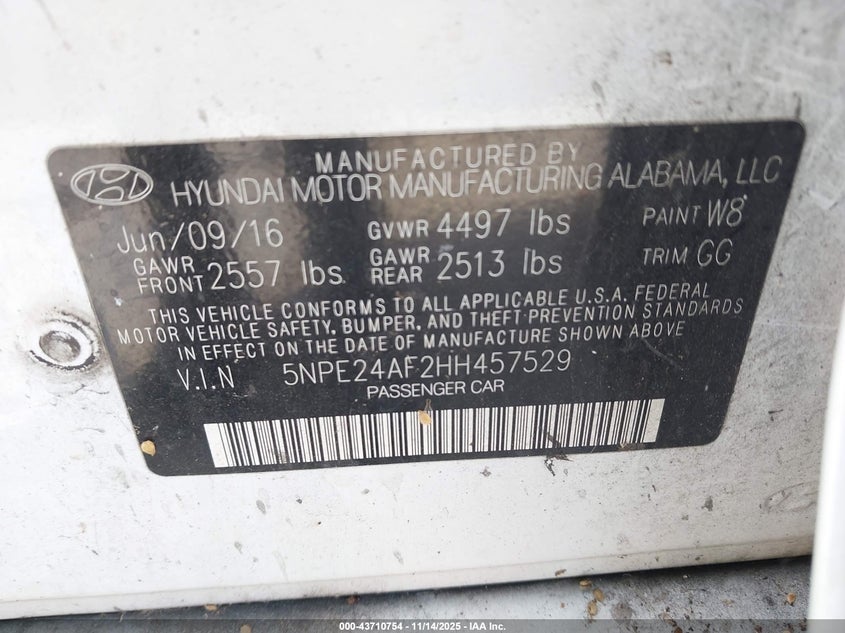 MANUFACTURED BY
HYUNDAI MOTOR MANUFACTURING ALABAMA, LLC
Jun/09/16 GVWR 4497 lbs PAINT W8
GAWR FRONT 2557 lbs GAWR REAR 2513 lbs TRIM GG
THIS VEHICLE CONFORMS TO ALL APPLICABLE U.S.A. FEDERAL
MOTOR VEHICLE SAFETY, BUMPER, AND THEFT PREVENTION STANDARDS
IN EFFECT ON THE DATE OF MANUFACTURE SHOWN ABOVE
V.I.N 5NPE24AF2HH457529
PASSENGER CAR
000-43710754 - 11/14/2025 - IAA Inc.